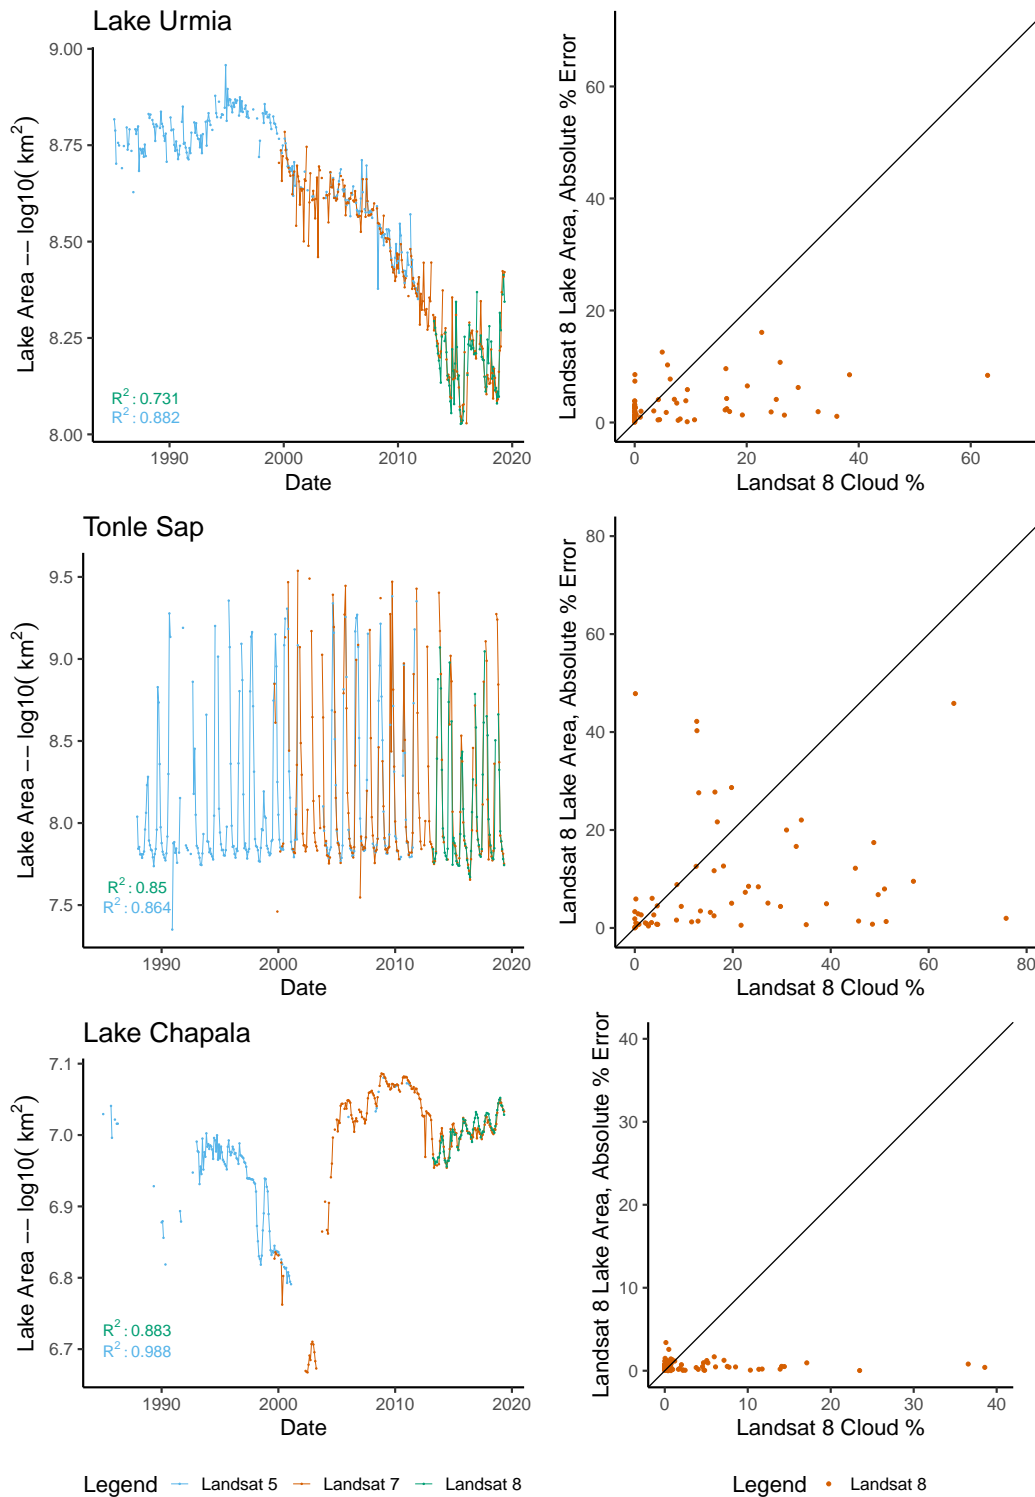 Lake Urmia
Lake Area −− log10( km²)
9.00
8.75
8.50
8.25
8.00
R²: 0.731
R²: 0.882
1990
2000
2010
2020
Date
Landsat 8 Lake Area, Absolute % Error
60
40
20
0
0
20
40
60
Landsat 8 Cloud %
Tonle Sap
Lake Area −− log10( km²)
9.5
9.0
8.5
8.0
7.5
R²: 0.85
R²: 0.864
1990
2000
2010
2020
Date
Landsat 8 Lake Area, Absolute % Error
80
60
40
20
0
0
20
40
60
80
Landsat 8 Cloud %
Lake Chapala
Lake Area −− log10( km²)
7.1
7.0
6.9
6.8
6.7
R²: 0.883
R²: 0.988
1990
2000
2010
2020
Date
Landsat 8 Lake Area, Absolute % Error
40
30
20
10
0
0
10
20
30
40
Landsat 8 Cloud %
Legend Landsat 5 Landsat 7 Landsat 8
Legend Landsat 8